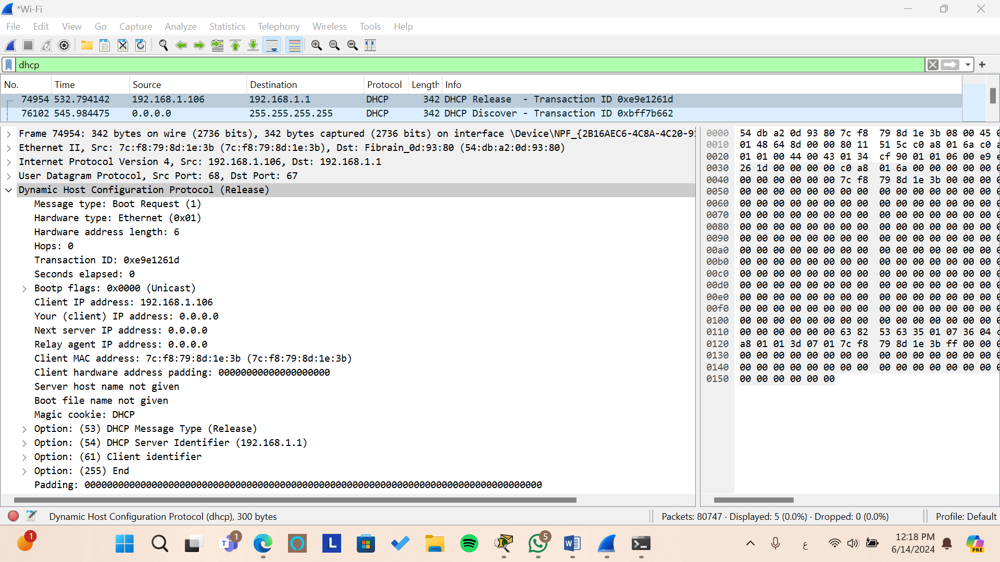 *Wi-Fi
File Edit View Go Capture Analyze Statistics Telephony Wireless Tools Help
dhcp
No. Time Source Destination Protocol Length Info
74954 532.794142 192.168.1.106 192.168.1.1 DHCP 342 DHCP Release - Transaction ID 0xe9e1261d
76102 545.984475 0.0.0.0 255.255.255.255 DHCP 342 DHCP Discover - Transaction ID 0xbff7b662
Frame 74954: 342 bytes on wire (2736 bits), 342 bytes captured (2736 bits) on interface \Device\NPF_{2B16AEC6-4C8A-4C20-9
Ethernet II, Src: 7c:f8:79:8d:1e:3b (7c:f8:79:8d:1e:3b), Dst: Fibrain_0d:93:80 (54:db:a2:0d:93:80)
Internet Protocol Version 4, Src: 192.168.1.106, Dst: 192.168.1.1
User Datagram Protocol, Src Port: 68, Dst Port: 67
Dynamic Host Configuration Protocol (Release)
Message type: Boot Request (1)
Hardware type: Ethernet (0x01)
Hardware address length: 6
Hops: 0
Transaction ID: 0xe9e1261d
Seconds elapsed: 0
Bootp flags: 0x0000 (Unicast)
Client IP address: 192.168.1.106
Your (client) IP address: 0.0.0.0
Next server IP address: 0.0.0.0
Relay agent IP address: 0.0.0.0
Client MAC address: 7c:f8:79:8d:1e:3b (7c:f8:79:8d:1e:3b)
Client hardware address padding: 00000000000000000000
Server host name not given
Boot file name not given
Magic cookie: DHCP
Option: (53) DHCP Message Type (Release)
Option: (54) DHCP Server Identifier (192.168.1.1)
Option: (61) Client identifier
Option: (255) End
Padding: 0000000000000000000000000000000000000000000000000000000000000000000000000000000000
0000 54 db a2 0d 93 80 7c f8 79 8d 1e 3b 08 00 45
0010 01 48 64 8d 00 00 80 11 51 5c c0 a8 01 6a c0
0020 01 01 00 44 00 43 01 34 cf 90 01 01 06 00 e9
0030 26 1d 00 00 00 00 c0 a8 01 6a 00 00 00 00 00
0040 00 00 00 00 00 00 7c f8 79 8d 1e 3b 00 00 00
0050 00 00 00 00 00 00 00 00 00 00 00 00 00 00 00
0060 00 00 00 00 00 00 00 00 00 00 00 00 00 00 00
0070 00 00 00 00 00 00 00 00 00 00 00 00 00 00 00
0080 00 00 00 00 00 00 00 00 00 00 00 00 00 00 00
0090 00 00 00 00 00 00 00 00 00 00 00 00 00 00 00
00a0 00 00 00 00 00 00 00 00 00 00 00 00 00 00 00
00b0 00 00 00 00 00 00 00 00 00 00 00 00 00 00 00
00c0 00 00 00 00 00 00 00 00 00 00 00 00 00 00 00
00d0 00 00 00 00 00 00 00 00 00 00 00 00 00 00 00
00e0 00 00 00 00 00 00 00 00 00 00 00 00 00 00 00
00f0 00 00 00 00 00 00 00 00 00 00 00 00 00 00 00
0100 00 00 00 00 00 00 00 00 00 00 00 00 00 00 00
0110 00 00 00 00 00 00 63 82 53 63 35 01 07 36 04
0120 a8 01 01 3d 07 01 7c f8 79 8d 1e 3b ff 00 00
0130 00 00 00 00 00 00 00 00 00 00 00 00 00 00 00
0140 00 00 00 00 00 00 00 00 00 00 00 00 00 00 00
0150 00 00 00 00 00 00
Dynamic Host Configuration Protocol (dhcp), 300 bytes
Packets: 80747 · Displayed: 5 (0.0%) · Dropped: 0 (0.0%)
Profile: Default
1
1
5
ع
12:18 PM
6/14/2024
PRE